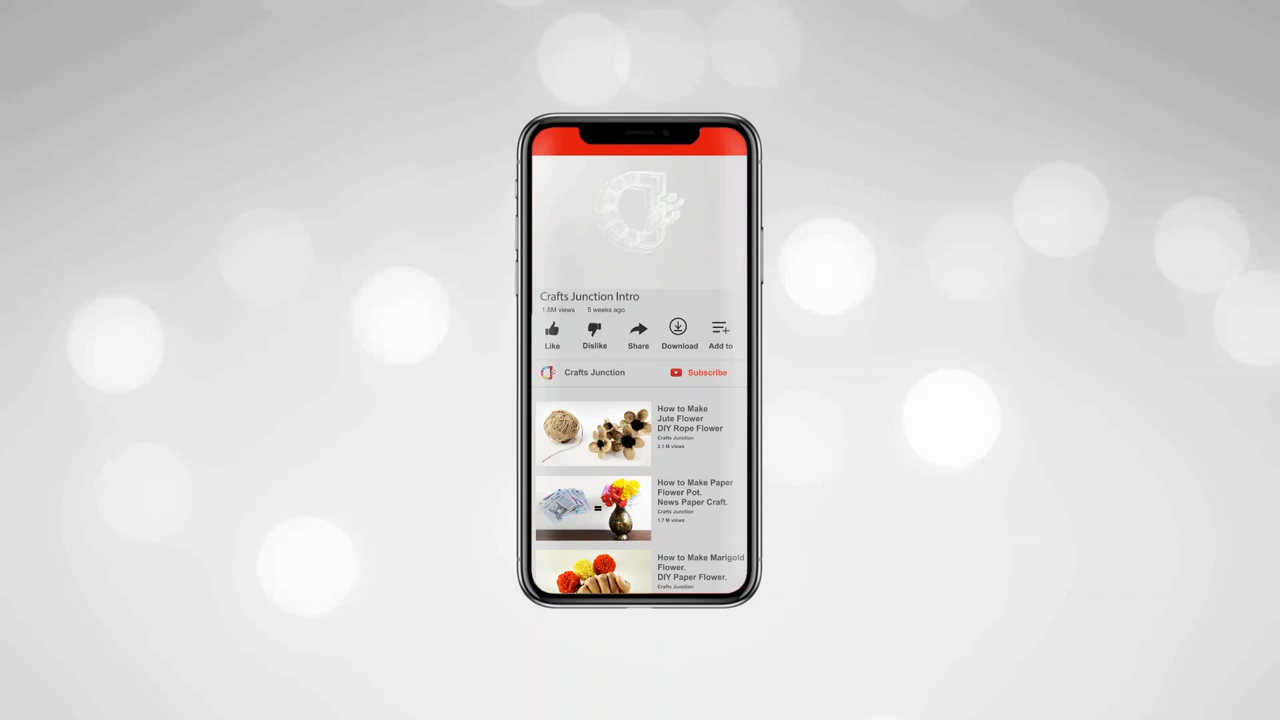 Crafts Junction Intro
1.8M views 5 weeks ago
Like Dislike Share Download Add to
Crafts Junction Subscribe
How to Make
Jute Flower
DIY Rope Flower
Crafts Junction
2.1 M views
How to Make Paper
Flower Pot.
News Paper Craft.
Crafts Junction
1.7 M views
How to Make Marigold
Flower.
DIY Paper Flower.
Crafts Junction